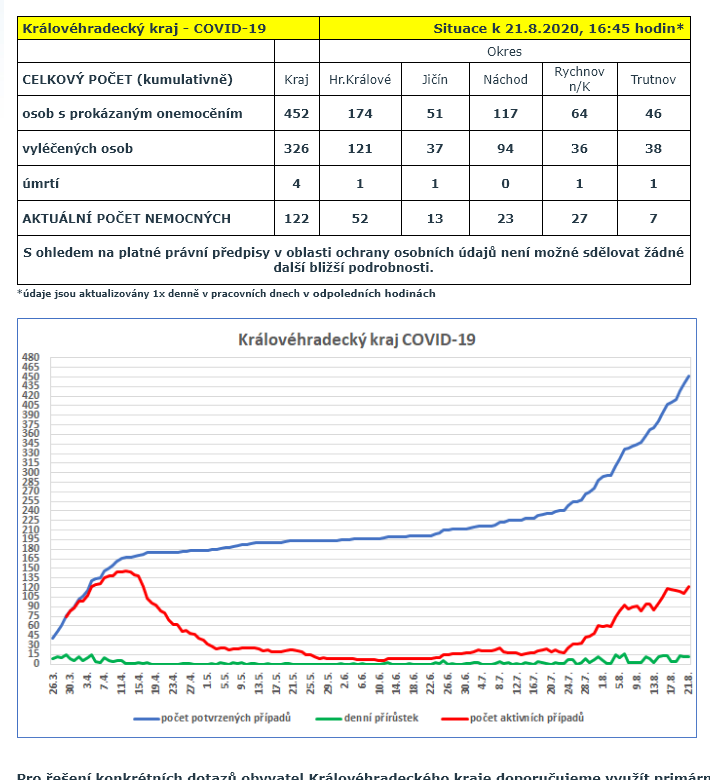 Královéhradecký kraj - COVID-19 Situace k 21.8.2020, 16:45 hodin*
Okres
CELKOVÝ POČET (kumulativně) Kraj Hr.Králové Jičín Náchod Rychnov n/K Trutnov
osob s prokázaným onemocěním 452 174 51 117 64 46
vyléčených osob 326 121 37 94 36 38
úmrtí 4 1 1 0 1 1
AKTUÁLNÍ POČET NEMOCNÝCH 122 52 13 23 27 7
S ohledem na platné právní předpisy v oblasti ochrany osobních údajů není možné sdělovat žádné
další bližší podrobnosti.
*údaje jsou aktualizovány 1x denně v pracovních dnech v odpoledních hodinách
Královéhradecký kraj COVID-19
480
465
450
435
420
405
390
375
360
345
330
315
300
285
270
255
240
225
210
195
180
165
150
135
120
105
90
75
60
45
30
15
0
26.3. 30.3. 3.4. 7.4. 11.4. 15.4. 19.4. 23.4. 27.4. 1.5. 5.5. 9.5. 13.5. 17.5. 21.5. 25.5. 29.5. 2.6. 6.6. 10.6. 14.6. 18.6. 22.6. 26.6. 30.6. 4.7. 8.7. 12.7. 16.7. 20.7. 24.7. 28.7. 1.8. 5.8. 9.8. 13.8. 17.8. 21.8.
počet potvrzených případů denní přírůstek počet aktivních případů
Pro řešení konkrétních dotazů obyvatel Královéhradeckého kraje doporučujeme využít primárn